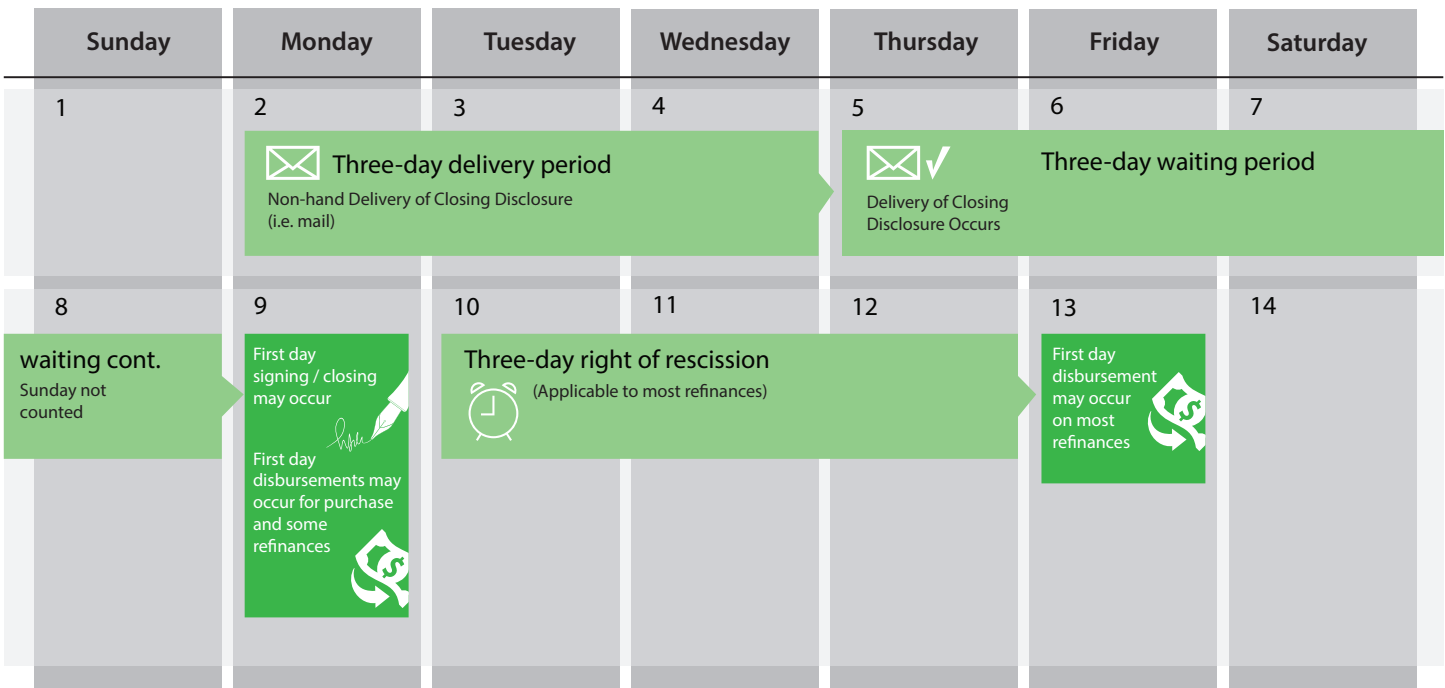 Sunday Monday Tuesday Wednesday Thursday Friday Saturday
1 2 3 4 5 6 7
Three-day delivery period
Non-hand Delivery of Closing Disclosure
(i.e. mail)
Three-day waiting period
Delivery of Closing
Disclosure Occurs
8 9 10 11 12 13 14
waiting cont.
Sunday not
counted
First day
signing / closing
may occur
First day
disbursements may
occur for purchase
and some
refinances
Three-day right of rescission
(Applicable to most refinances)
First day
disbursement
may occur
on most
refinances